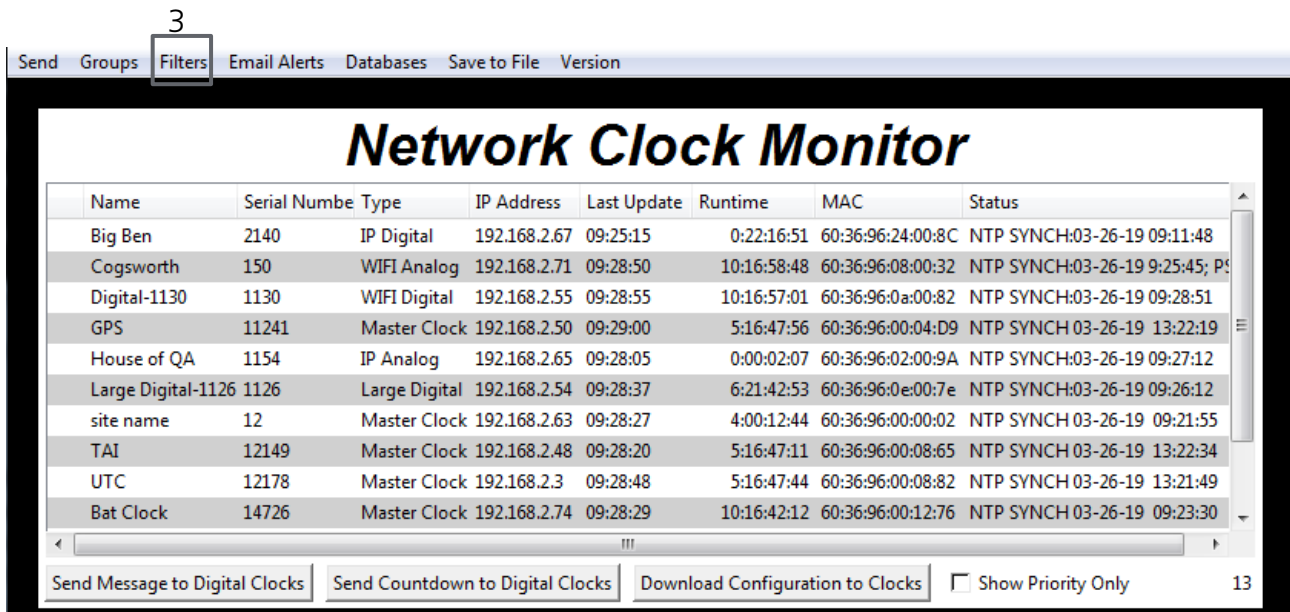 3
Send Groups Filters Email Alerts Databases Save to File Version
Network Clock Monitor
Name Serial Numbe Type IP Address Last Update Runtime MAC Status
Big Ben 2140 IP Digital 192.168.2.67 09:25:15 0:22:16:51 60:36:96:24:00:8C NTP SYNCH:03-26-19 09:11:48
Cogsworth 150 WIFI Analog 192.168.2.71 09:28:50 10:16:58:48 60:36:96:08:00:32 NTP SYNCH:03-26-19 9:25:45; PS
Digital-1130 1130 WIFI Digital 192.168.2.55 09:28:55 10:16:57:01 60:36:96:0a:00:82 NTP SYNCH:03-26-19 09:28:51
GPS 11241 Master Clock 192.168.2.50 09:29:00 5:16:47:56 60:36:96:00:04:D9 NTP SYNCH 03-26-19 13:22:19
House of QA 1154 IP Analog 192.168.2.65 09:28:05 0:00:02:07 60:36:96:02:00:9A NTP SYNCH:03-26-19 09:27:12
Large Digital-1126 1126 Large Digital 192.168.2.54 09:28:37 6:21:42:53 60:36:96:0e:00:7e NTP SYNCH:03-26-19 09:26:12
site name 12 Master Clock 192.168.2.63 09:28:27 4:00:12:44 60:36:96:00:00:02 NTP SYNCH 03-26-19 09:21:55
TAI 12149 Master Clock 192.168.2.48 09:28:20 5:16:47:11 60:36:96:00:08:65 NTP SYNCH 03-26-19 13:22:34
UTC 12178 Master Clock 192.168.2.3 09:28:48 5:16:47:44 60:36:96:00:08:82 NTP SYNCH 03-26-19 13:21:49
Bat Clock 14726 Master Clock 192.168.2.74 09:28:29 10:16:42:12 60:36:96:00:12:76 NTP SYNCH 03-26-19 09:23:30
Send Message to Digital Clocks Send Countdown to Digital Clocks Download Configuration to Clocks Show Priority Only 13